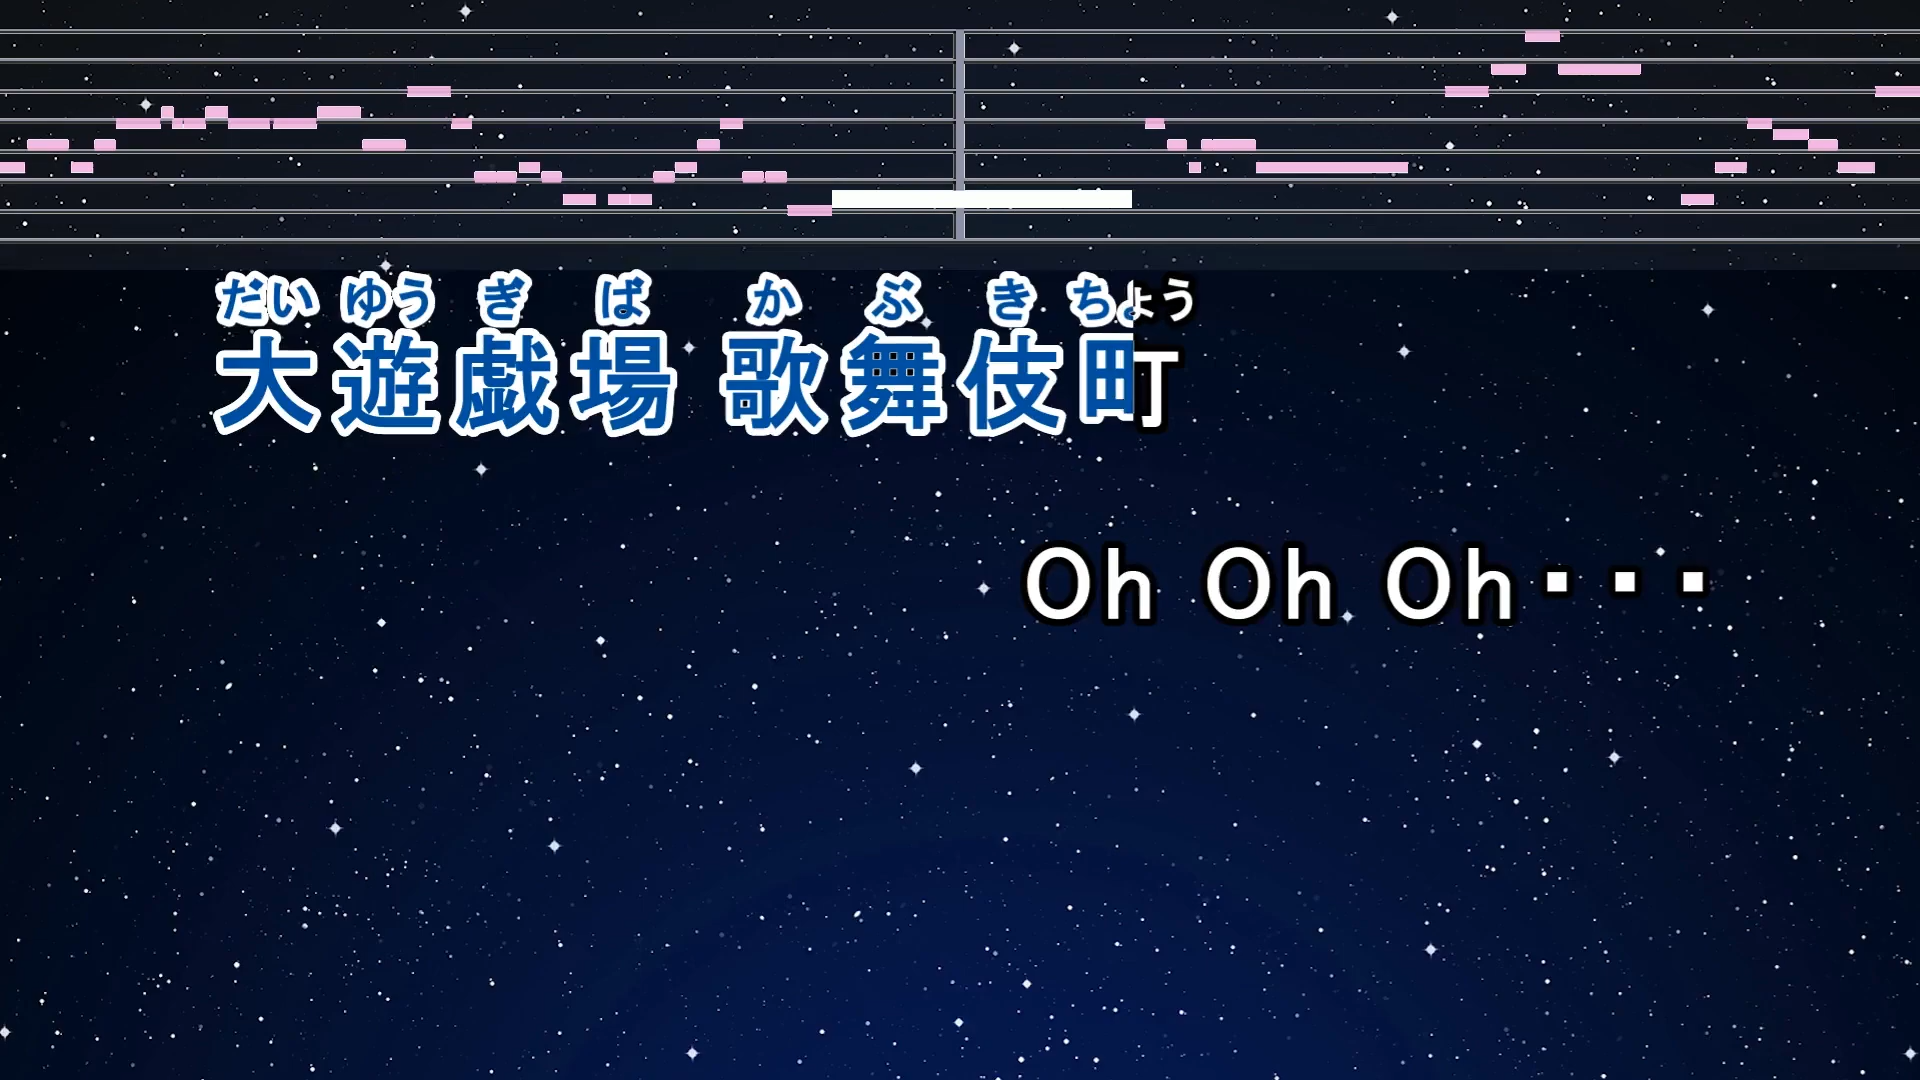 だい ゆう ぎ ば か ぶ き ちょう
大遊戯場 歌舞伎町
Oh Oh Oh・・・